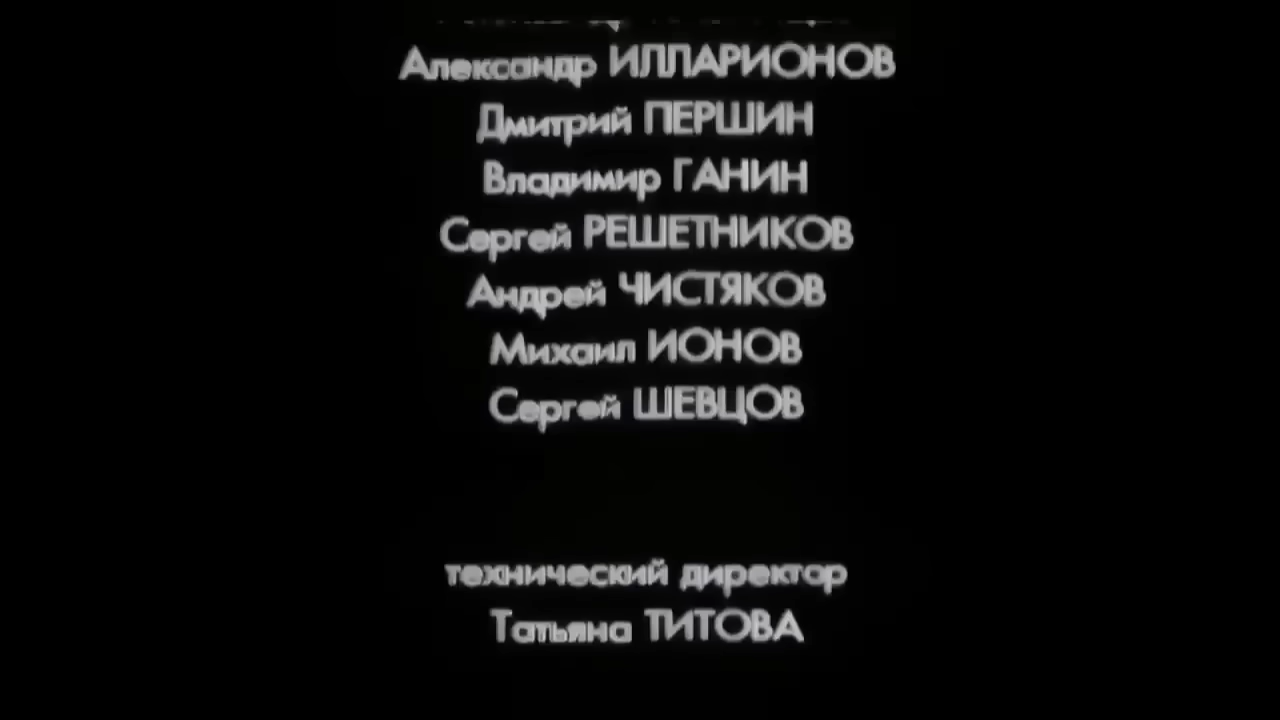 Александр ИЛЛАРИОНОВ
Дмитрий ПЕРШИН
Владимир ГАНИН
Сергей РЕШЕТНИКОВ
Андрей ЧИСТЯКОВ
Михаил ИОНОВ
Сергей ШЕВЦОВ
технический директор
Татьяна ТИТОВА